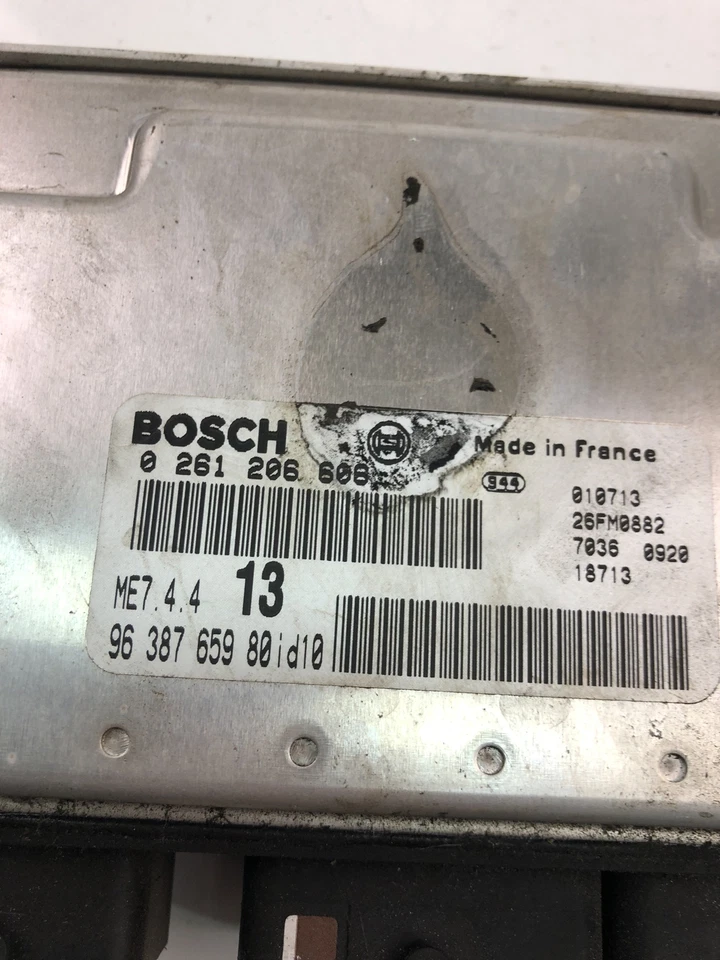 BOSCH
Made in France
0 261 206 608
944
010713
26FM0882
7036 0920
18713
ME7.4.4 13
96 387 659 80id10